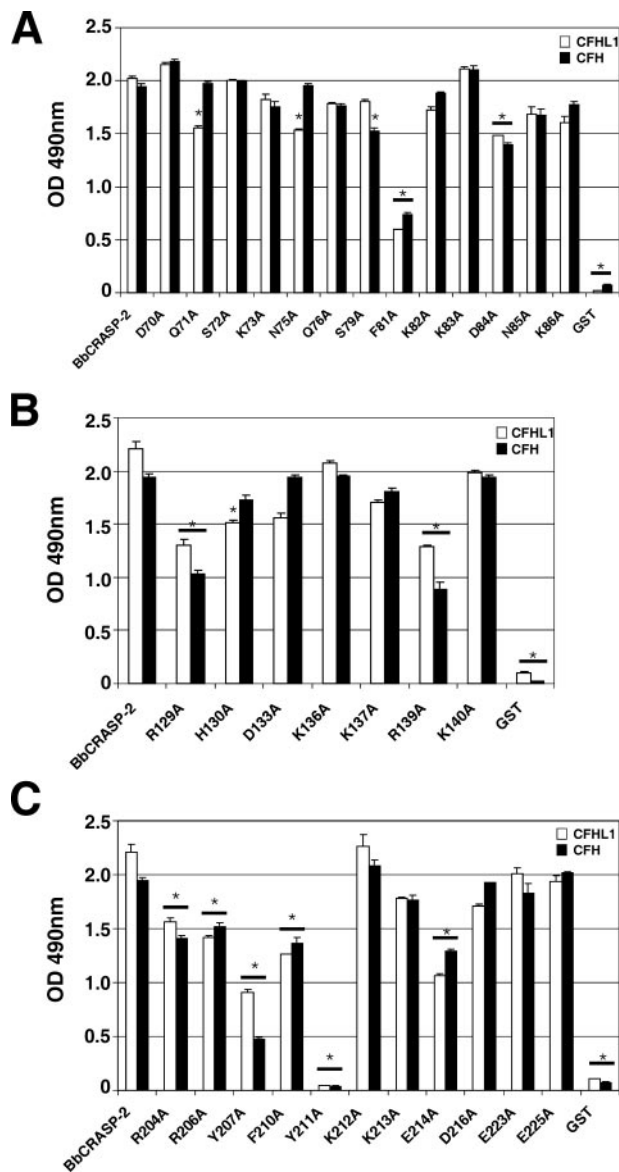 A
CFHL1
CFH
OD 490nm
2.5
2.0
1.5
1.0
0.5
0
* * * * * *
BbCRASP-2 D70A Q71A S72A K73A N75A Q76A S79A F81A K82A K83A D84A N85A K86A GST
B
CFHL1
CFH
OD 490nm
2.5
2.0
1.5
1.0
0.5
0
* * * *
BbCRASP-2 R129A H130A D133A K136A K137A R139A K140A GST
C
CFHL1
CFH
OD 490nm
2.5
2.0
1.5
1.0
0.5
0
* * * * * * *
BbCRASP-2 R204A R206A Y207A F210A Y211A K212A K213A E214A D216A E223A E225A GST